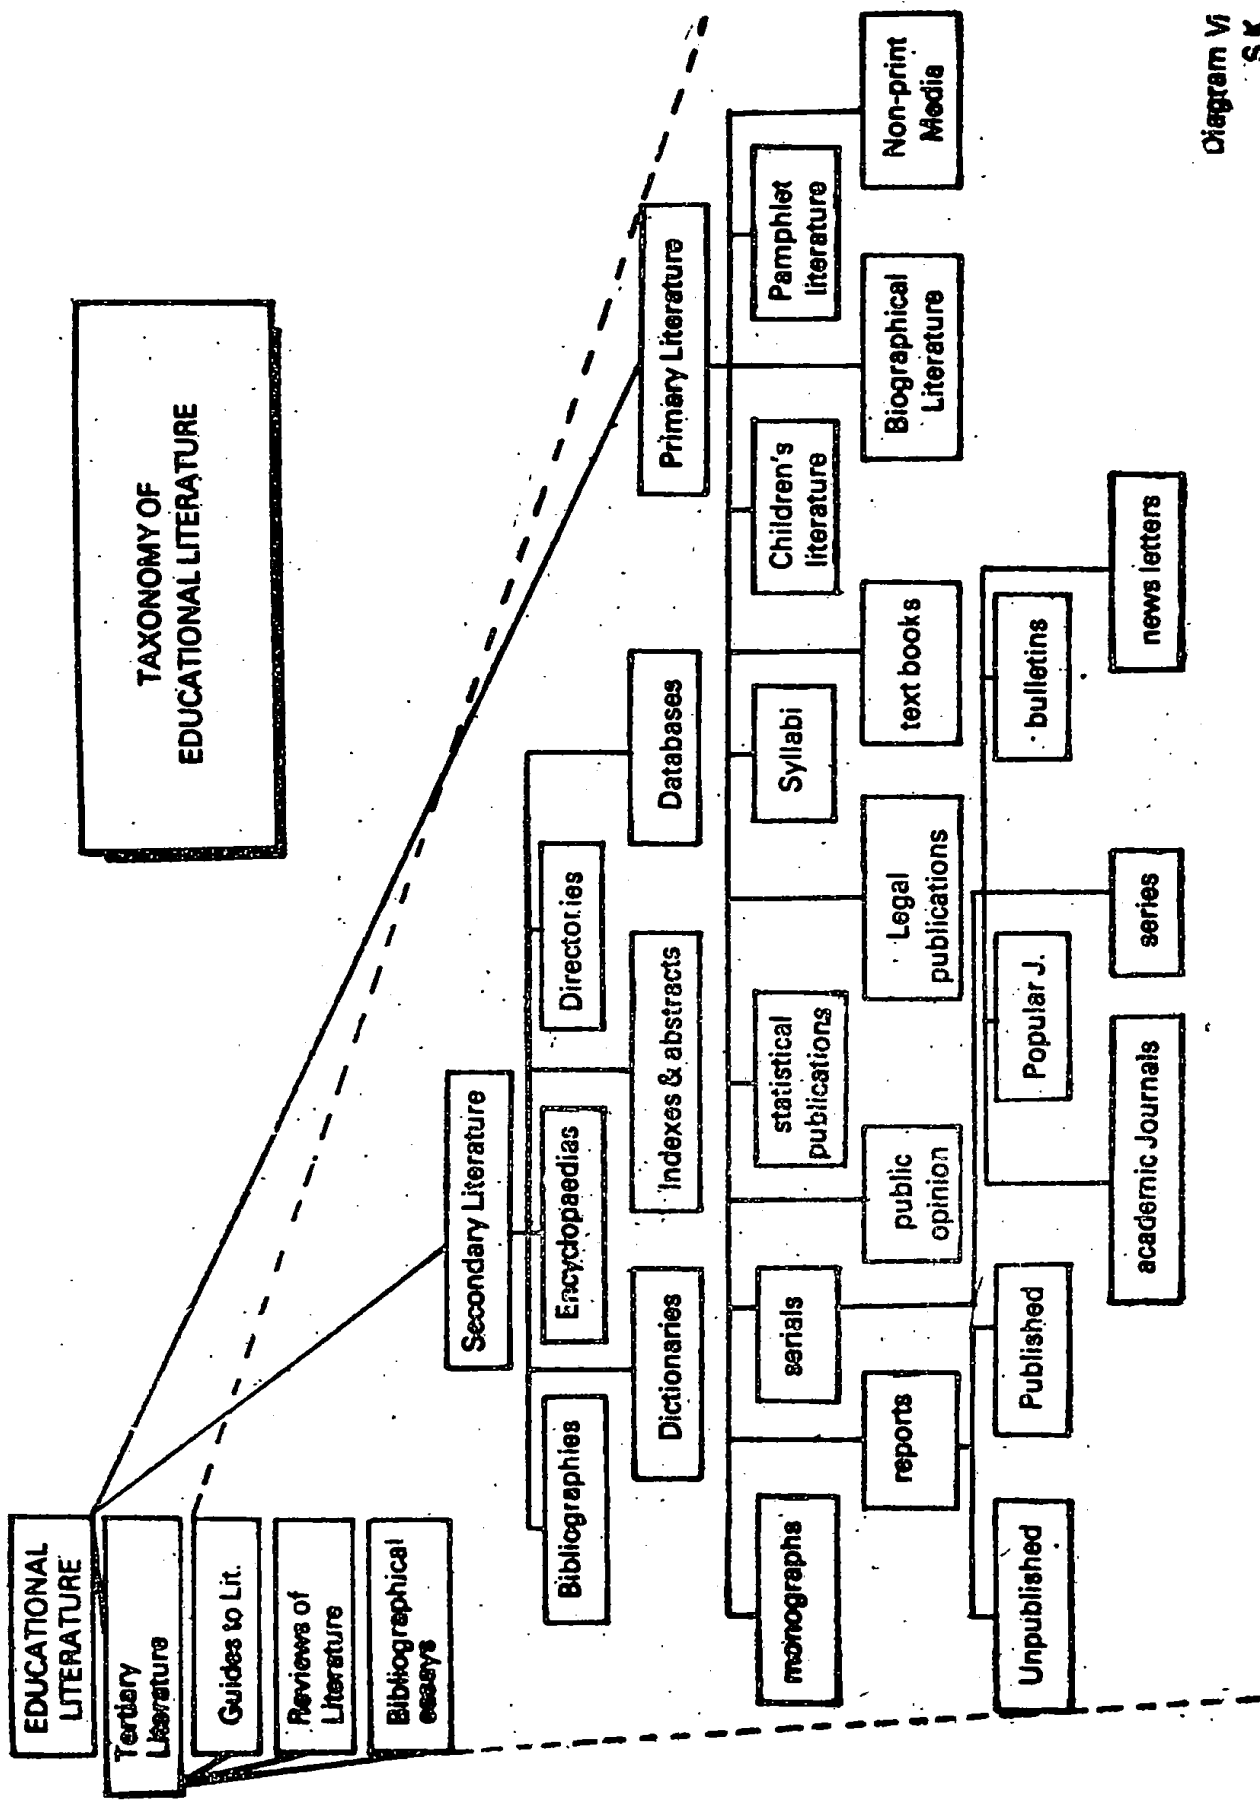 TAXONOMY OF
EDUCATIONAL LITERATURE
EDUCATIONAL
LITERATURE
Tertiary
Literature
Guides to Lit.
Reviews of
Literature
Bibliographical
essays
Secondary Literature
Bibliographies
Encyclopaedias
Directories
Dictionaries
Indexes & abstracts
Databases
Primary Literature
monographs
serials
statistical
publications
Syllabi
Children's
literature
Pamphlet
literature
reports
public
opinion
Legal
publications
text books
Biographical
Literature
Non-print
Media
Unpublished
Published
Popular J.
bulletins
academic Journals
series
news letters
Diagram Vi
S.K